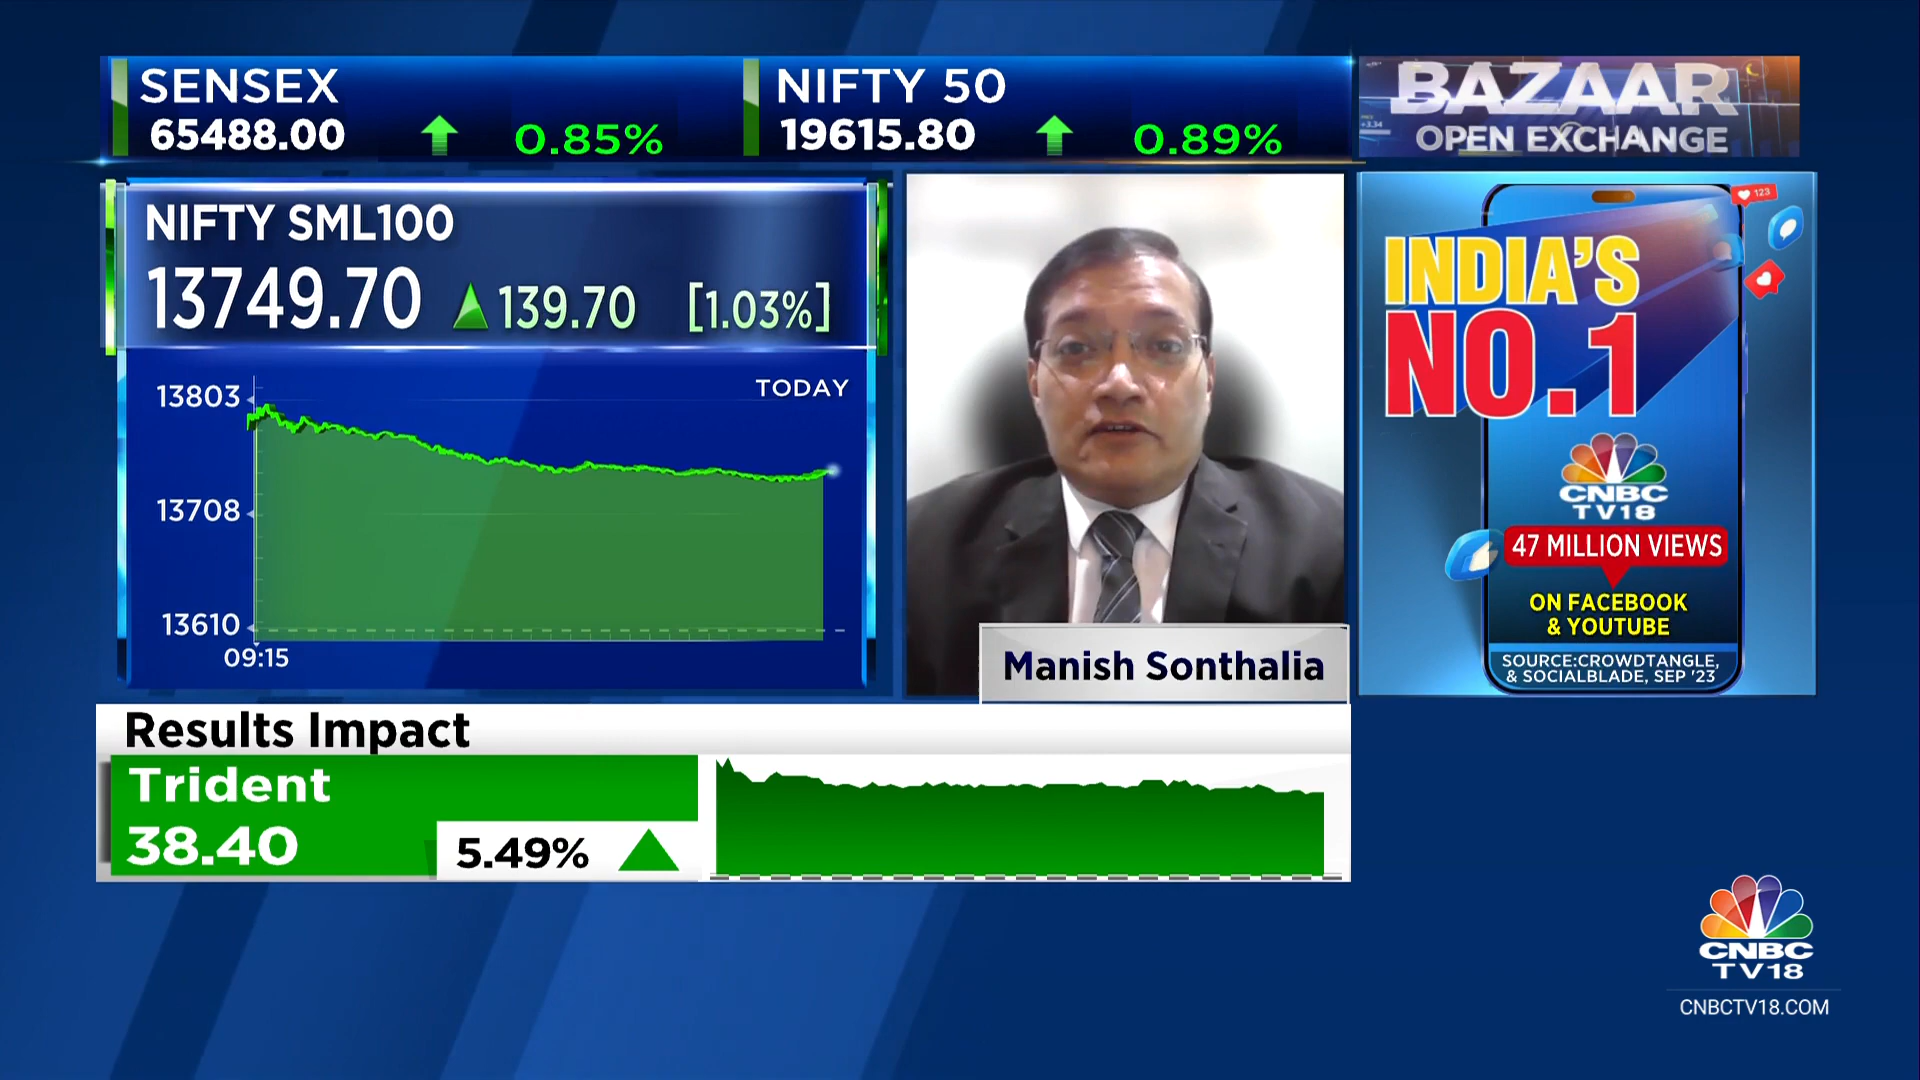 SENSEX
65488.00 0.85%
NIFTY 50
19615.80 0.89%
BAZAAR
OPEN EXCHANGE
NIFTY SML100
13749.70 139.70 [1.03%]
TODAY
13803
13708
13610
09:15
Manish Sonthalia
123
INDIA'S
NO.1
CNBC
TV18
47 MILLION VIEWS
ON FACEBOOK
& YOUTUBE
SOURCE:CROWDTANGLE,
& SOCIALBLADE, SEP '23
Results Impact
Trident
38.40
5.49%
CNBC
TV18
CNBCTV18.COM